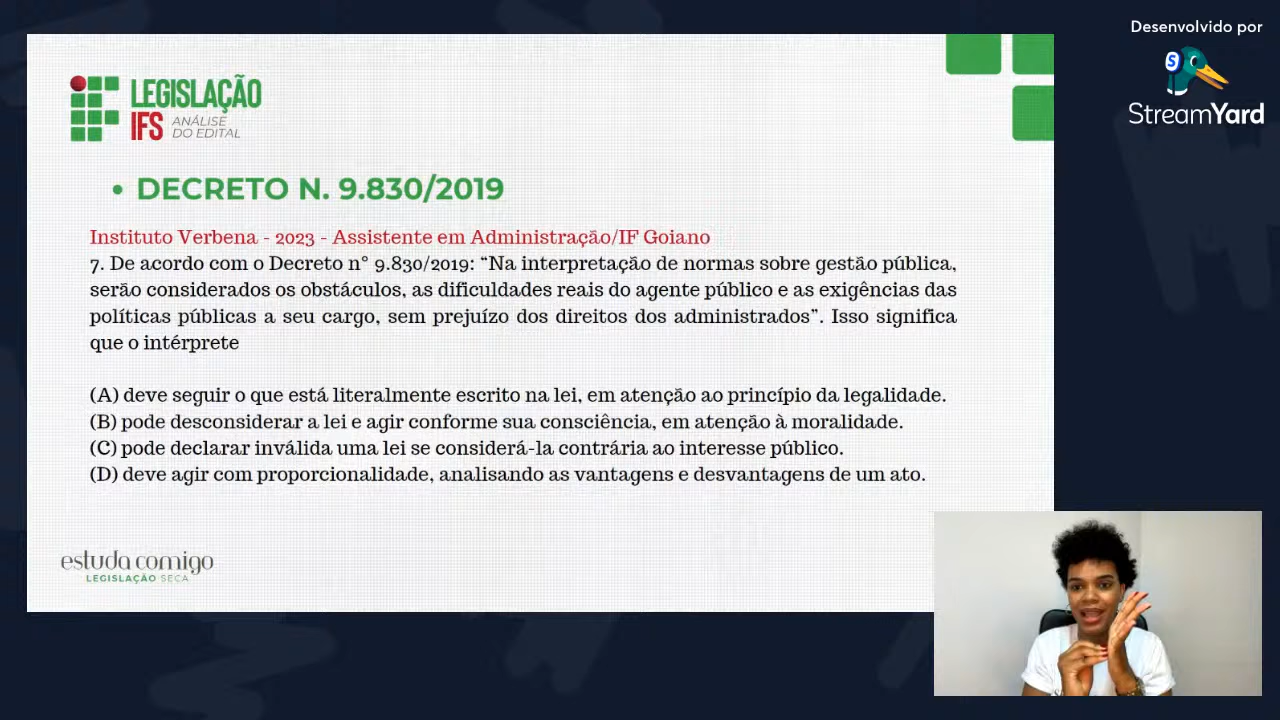 Desenvolvido por
S
StreamYard
LEGISLAÇÃO
IFS ANÁLISE
DO EDITAL
• DECRETO N. 9.830/2019
Instituto Verbena - 2023 - Assistente em Administração/IF Goiano
7. De acordo com o Decreto n° 9.830/2019: “Na interpretação de normas sobre gestão pública,
serão considerados os obstáculos, as dificuldades reais do agente público e as exigências das
políticas públicas a seu cargo, sem prejuízo dos direitos dos administrados”. Isso significa
que o intérprete
(A) deve seguir o que está literalmente escrito na lei, em atenção ao princípio da legalidade.
(B) pode desconsiderar a lei e agir conforme sua consciência, em atenção à moralidade.
(C) pode declarar inválida uma lei se considerá-la contrária ao interesse público.
(D) deve agir com proporcionalidade, analisando as vantagens e desvantagens de um ato.
estuda comigo
LEGISLAÇÃO SECA